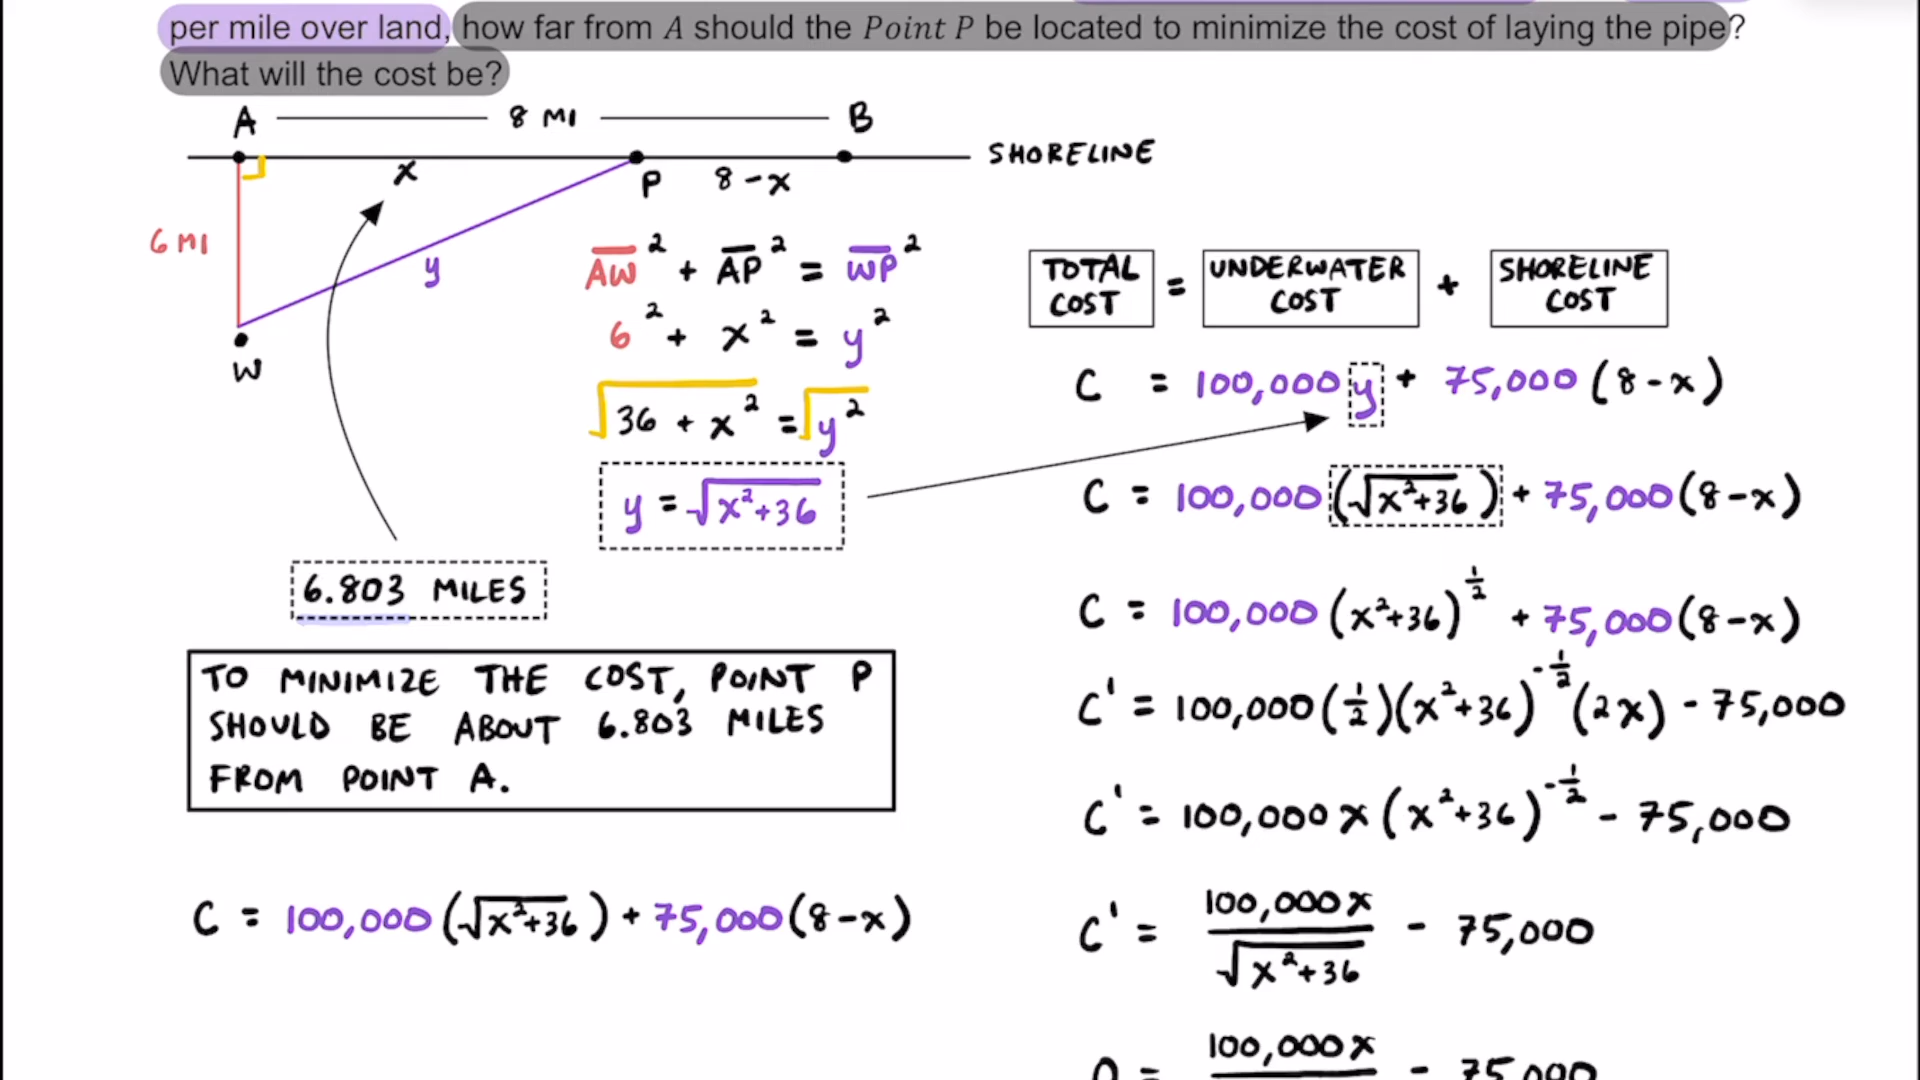 per mile over land, how far from A should the Point P be located to minimize the cost of laying the pipe?
What will the cost be?
A 8 MI B
SHORELINE
x
P 8-x
6 MI
y
W
AW² + AP² = WP²
6² + x² = y²
√36 + x² = √y²
y = √x²+36
6.803 MILES
TO MINIMIZE THE COST, POINT P
SHOULD BE ABOUT 6.803 MILES
FROM POINT A.
C = 100,000(√x²+36) + 75,000(8-x)
TOTAL COST = UNDERWATER COST + SHORELINE COST
C = 100,000y + 75,000(8-x)
C = 100,000(√x²+36) + 75,000(8-x)
C = 100,000(x²+36)^½ + 75,000(8-x)
C' = 100,000(½)(x²+36)^-½(2x) - 75,000
C' = 100,000x(x²+36)^-½ - 75,000
C' = 100,000x/√x²+36 - 75,000
0 = 100,000x - 75,000